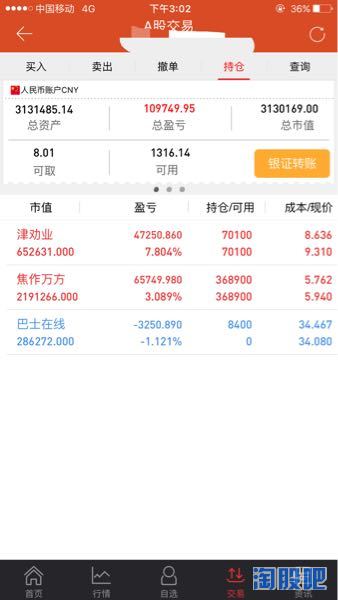 中国移动 4G 下午3:02 36%
A股交易
买入 卖出 撤单 持仓 查询
人民币账户CNY
3131485.14 109749.95 3130169.00
总资产 总盈亏 总市值
8.01 1316.14 银证转账
可取 可用
市值 盈亏 持仓/可用 成本/现价
津劝业 47250.860 70100 8.636
652631.000 7.804% 70100 9.310
焦作万方 65749.980 368900 5.762
2191266.000 3.089% 368900 5.940
巴士在线 -3250.890 8400 34.467
286272.000 -1.121% 0 34.080
首页 行情 自选 交易 资讯
淘股吧